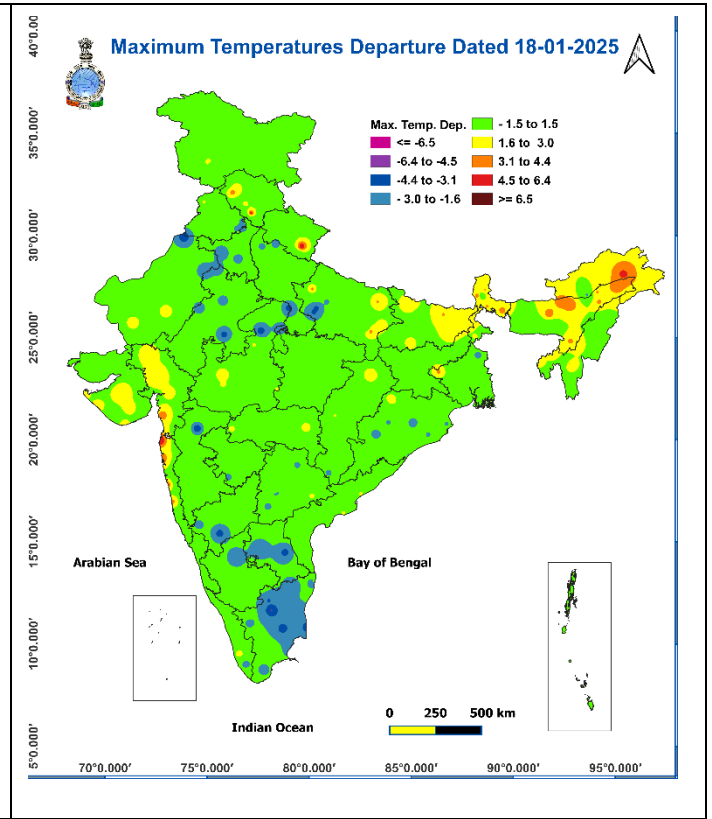 Maximum Temperatures Departure Dated 18-01-2025
Max. Temp. Dep.
<= -6.5
-6.4 to -4.5
-4.4 to -3.1
- 3.0 to -1.6
- 1.5 to 1.5
1.6 to 3.0
3.1 to 4.4
4.5 to 6.4
>= 6.5
40°0.00
35°0.000′
30°0.000′
25°0.000′
20°0.000′
15°0.000′
10°0.000′
5°0.000′
Arabian Sea
Bay of Bengal
Indian Ocean
0 250 500 km
70°0.000′ 75°0.000′ 80°0.000′ 85°0.000′ 90°0.000′ 95°0.000′